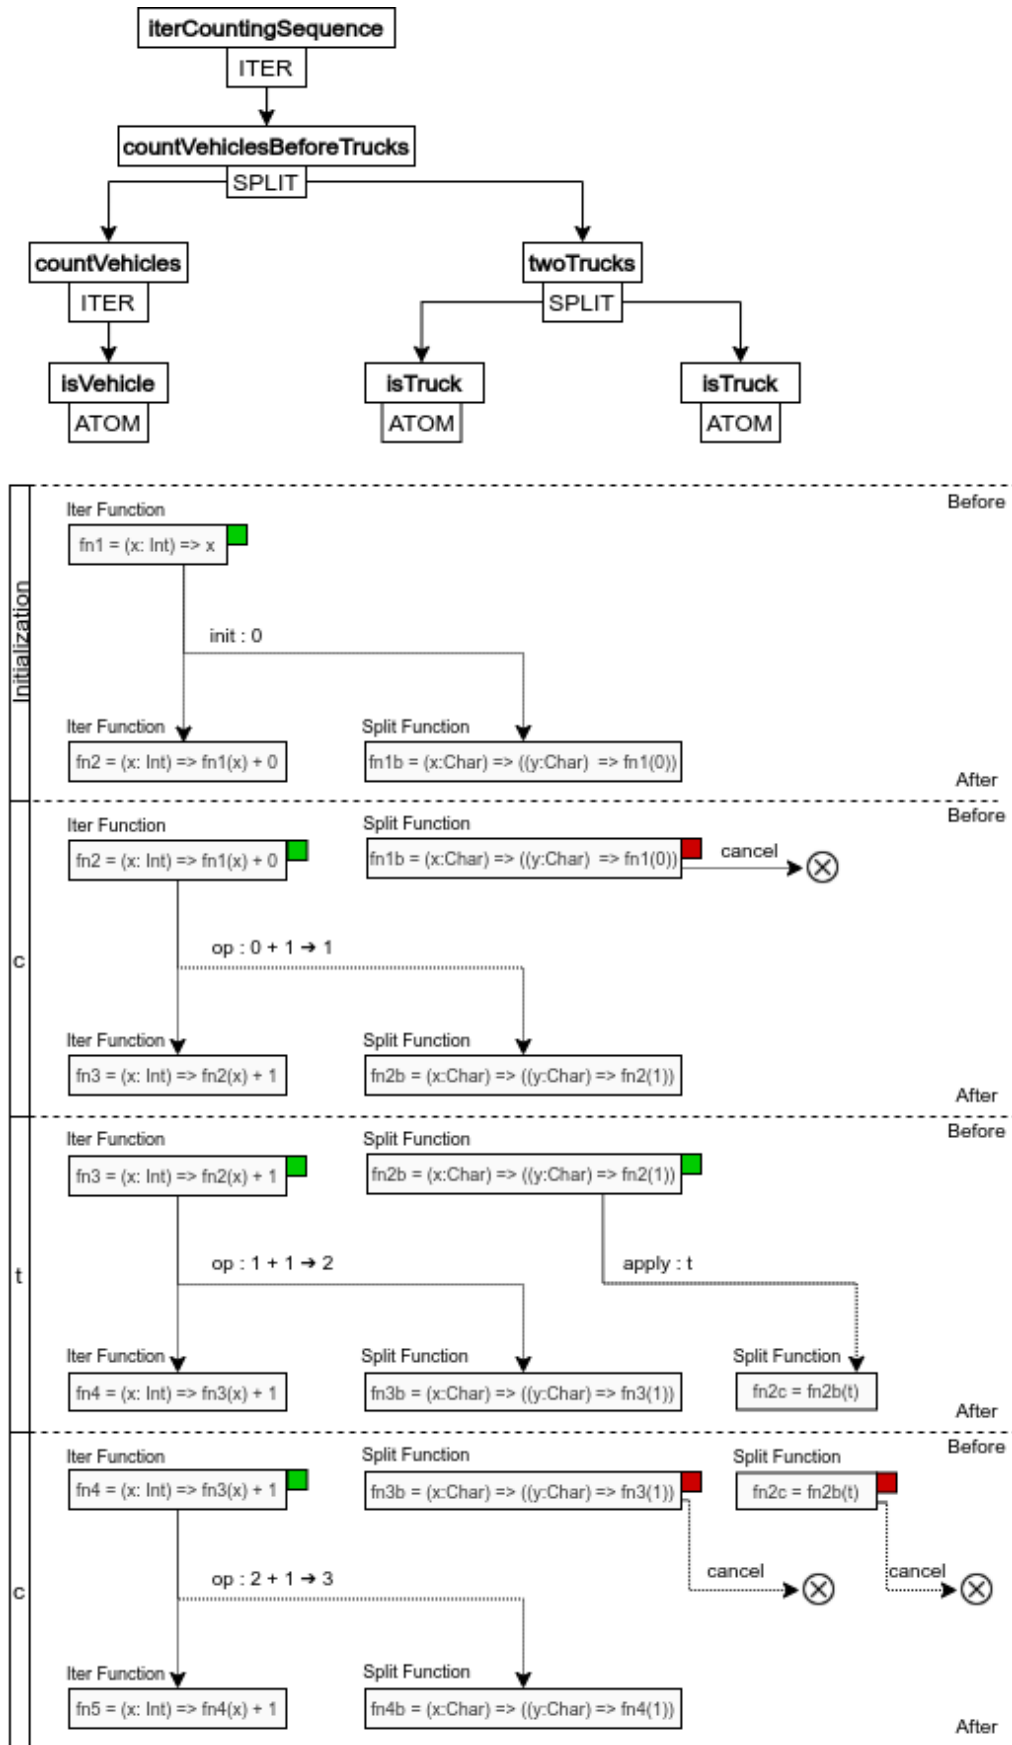 iterCountingSequence
ITER
countVehiclesBeforeTrucks
SPLIT
countVehicles
twoTrucks
ITER
SPLIT
isVehicle
isTruck
isTruck
ATOM
ATOM
ATOM
Initialization
Before
Iter Function
fn1 = (x: Int) => x
init : 0
Iter Function
Split Function
fn2 = (x: Int) => fn1(x) + 0
fn1b = (x:Char) => ((y:Char) => fn1(0))
After
c
Before
Iter Function
Split Function
fn2 = (x: Int) => fn1(x) + 0
fn1b = (x:Char) => ((y:Char) => fn1(0))
cancel
op : 0 + 1 ➔ 1
Iter Function
Split Function
fn3 = (x: Int) => fn2(x) + 1
fn2b = (x:Char) => ((y:Char) => fn2(1))
After
t
Before
Iter Function
Split Function
fn3 = (x: Int) => fn2(x) + 1
fn2b = (x:Char) => ((y:Char) => fn2(1))
op : 1 + 1 ➔ 2
apply : t
Iter Function
Split Function
Split Function
fn4 = (x: Int) => fn3(x) + 1
fn3b = (x:Char) => ((y:Char) => fn3(1))
fn2c = fn2b(t)
After
c
Before
Iter Function
Split Function
Split Function
fn4 = (x: Int) => fn3(x) + 1
fn3b = (x:Char) => ((y:Char) => fn3(1))
fn2c = fn2b(t)
cancel
cancel
op : 2 + 1 ➔ 3
Iter Function
Split Function
fn5 = (x: Int) => fn4(x) + 1
fn4b = (x:Char) => ((y:Char) => fn4(1))
After